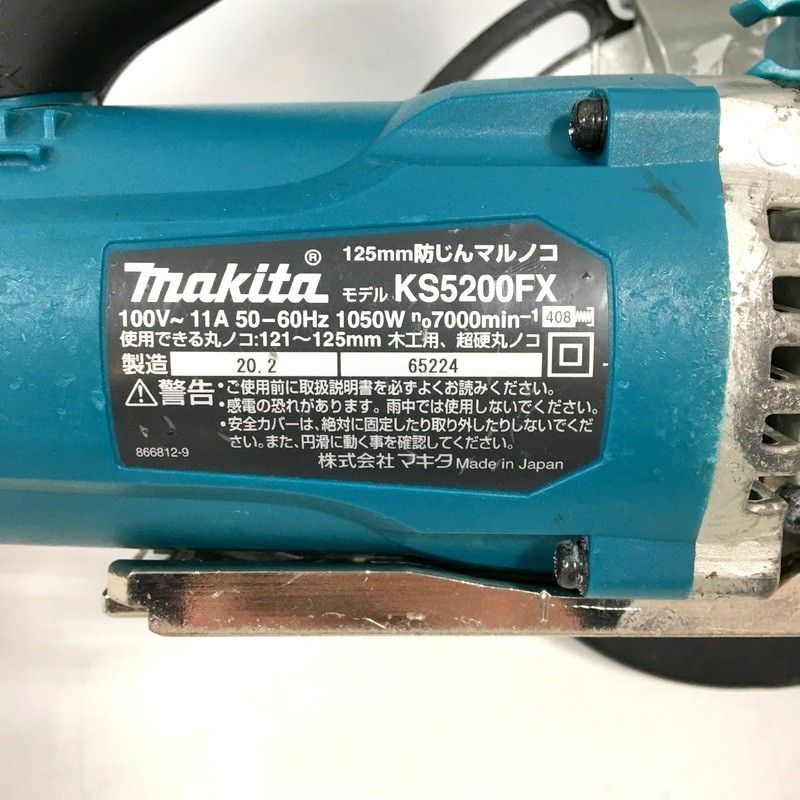 125mm防じんマルノコ
makita® モデル KS5200FX
100V~ 11A 50-60Hz 1050W n₀7000min⁻¹ 408
使用できる丸ノコ:121~125mm 木工用、超硬丸ノコ
製造 20.2 65224
⚠警告・ご使用前に取扱説明書を必ずよくお読みください。
・感電の恐れがあります。雨中では使用しないでください。
・安全カバーは、絶対に固定したり取り外したりしないでくだ
さい。また、円滑に動く事を確認してください。
866812-9 株式会社 マキタ Made in Japan